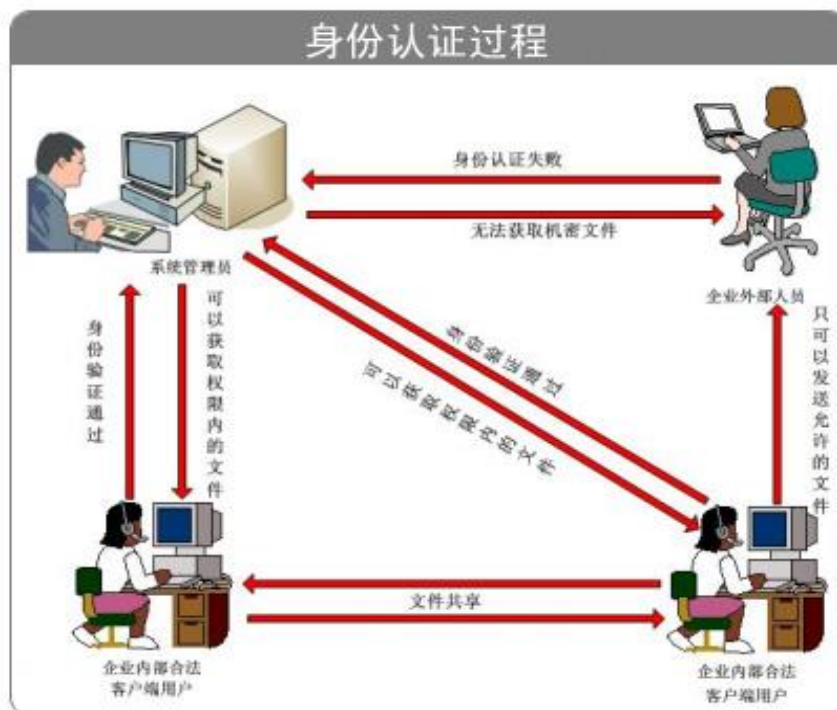 身份认证过程
身份认证失败
无法获取机密文件
系统管理员
企业外部人员
身份验证通过
可以获取权限内的文件
身份验证通过
可以获取权限内的文件
只可以发送允许的文件
文件共享
企业内部合法
客户端用户
企业内部合法
客户端用户